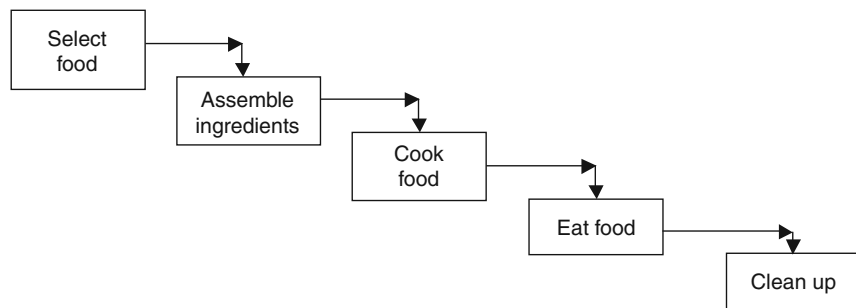 Select
food
Assemble
ingredients
Cook
food
Eat food
Clean up